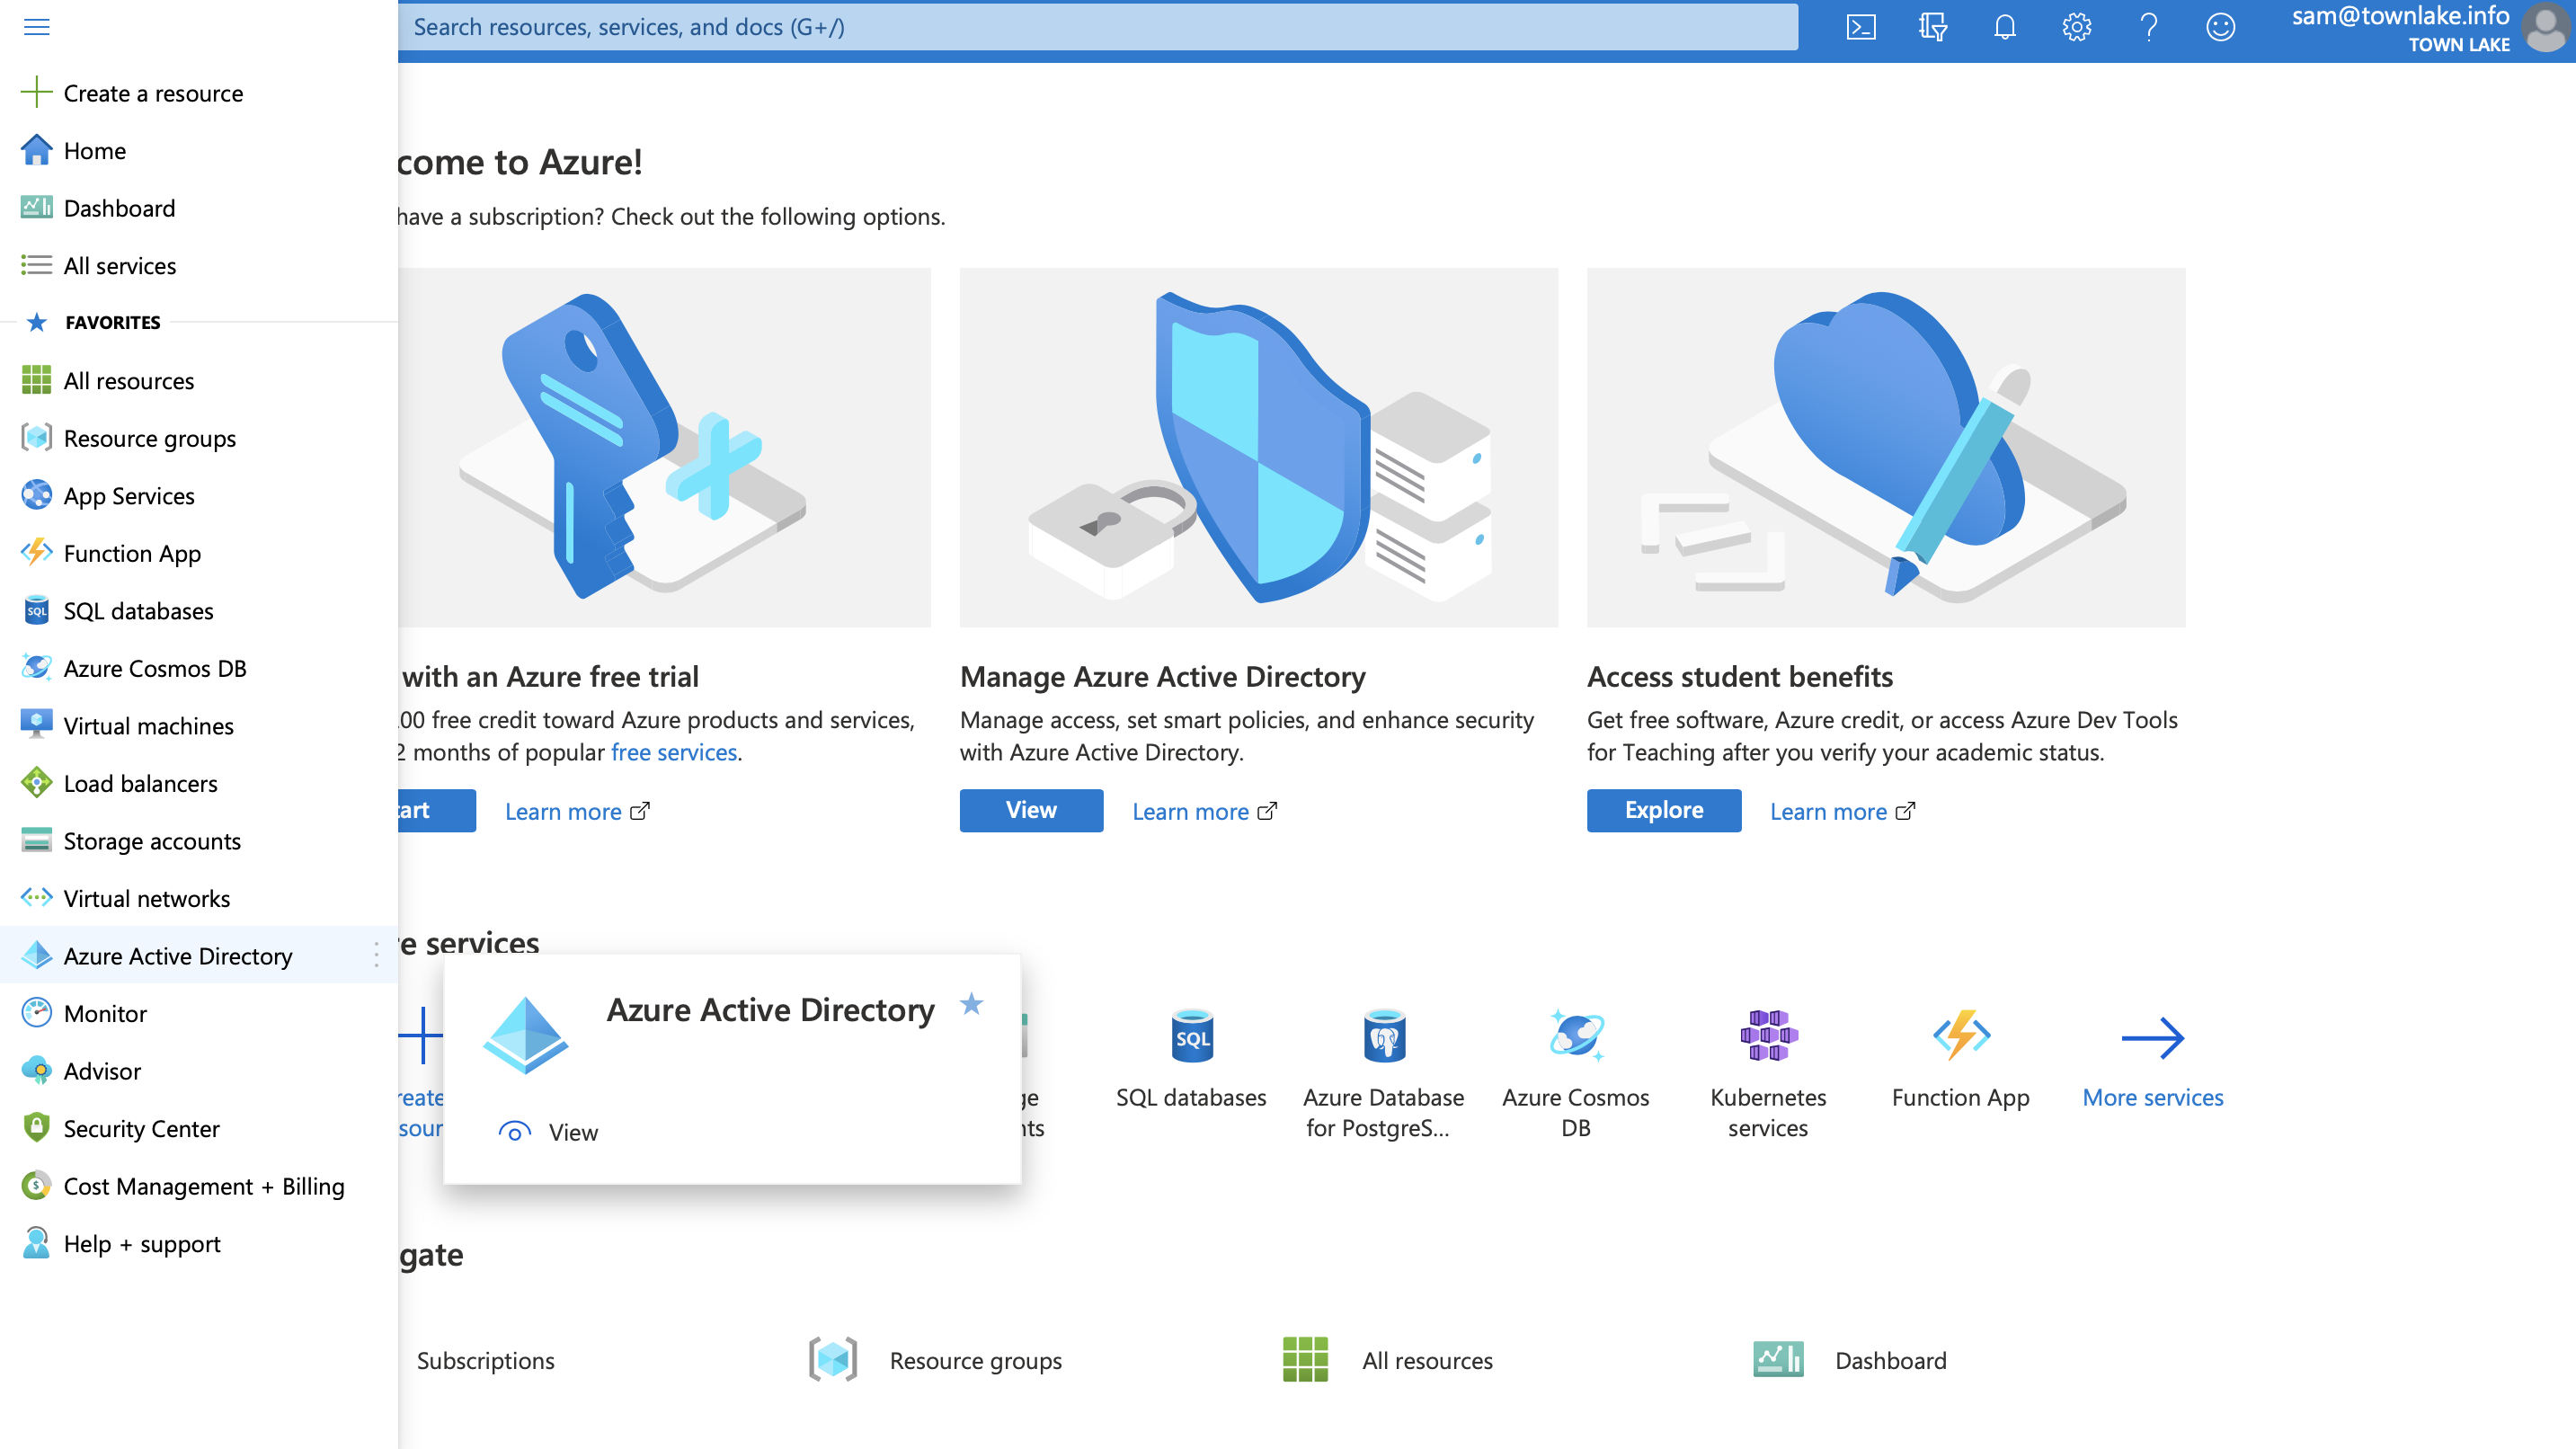 Search resources, services, and docs (G+/)
sam@townlake.info
TOWN LAKE
Create a resource
Home
Dashboard
All services
FAVORITES
All resources
Resource groups
App Services
Function App
SQL databases
Azure Cosmos DB
Virtual machines
Load balancers
Storage accounts
Virtual networks
Azure Active Directory
Monitor
Advisor
Security Center
Cost Management + Billing
Help + support
come to Azure!
have a subscription? Check out the following options.
with an Azure free trial
00 free credit toward Azure products and services,
2 months of popular free services.
art
Learn more
Manage Azure Active Directory
Manage access, set smart policies, and enhance security
with Azure Active Directory.
View
Learn more
Access student benefits
Get free software, Azure credit, or access Azure Dev Tools
for Teaching after you verify your academic status.
Explore
Learn more
e services
reate
sour
Azure Active Directory
View
ge
nts
SQL
SQL databases
Azure Database
for PostgreS...
Azure Cosmos
DB
Kubernetes
services
Function App
More services
gate
Subscriptions
Resource groups
All resources
Dashboard